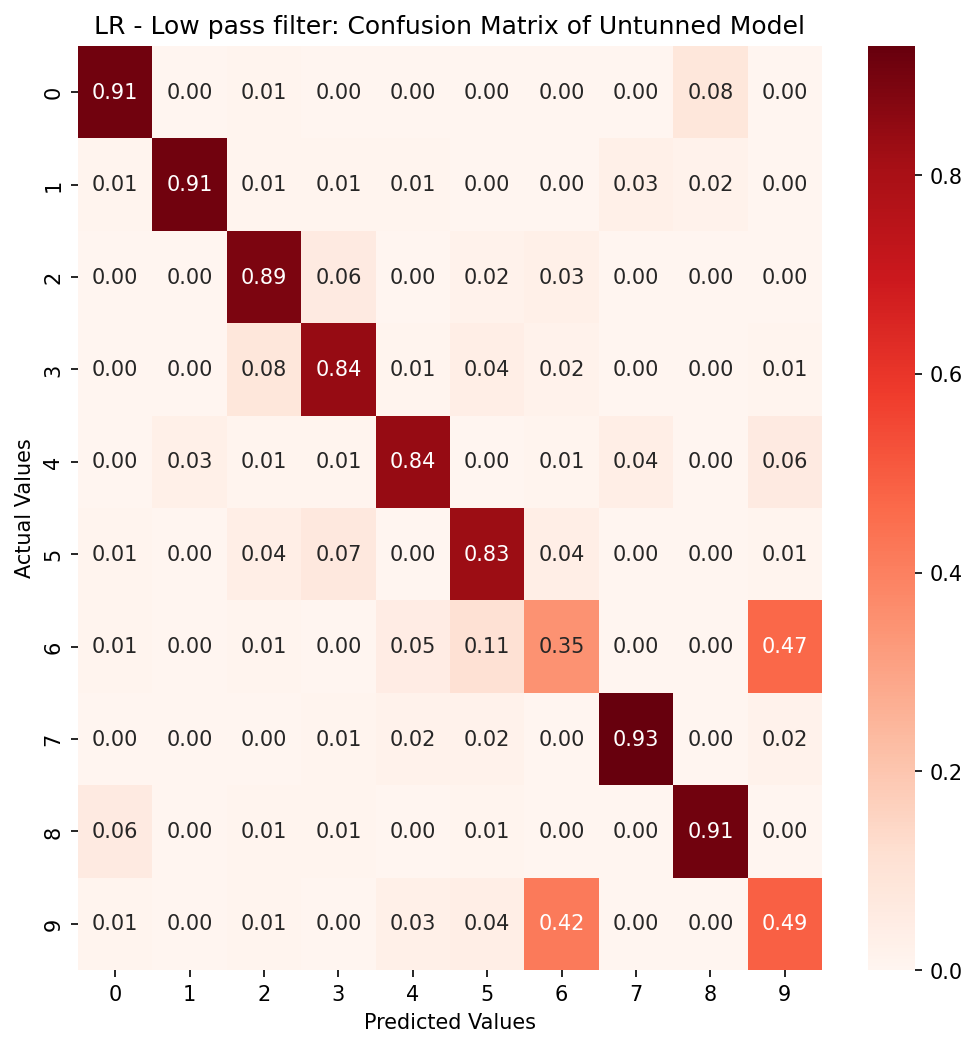 LR - Low pass filter: Confusion Matrix of Untunned Model
0 0.91 0.00 0.01 0.00 0.00 0.00 0.00 0.00 0.08 0.00
1 0.01 0.91 0.01 0.01 0.01 0.00 0.00 0.03 0.02 0.00
2 0.00 0.00 0.89 0.06 0.00 0.02 0.03 0.00 0.00 0.00
3 0.00 0.00 0.08 0.84 0.01 0.04 0.02 0.00 0.00 0.01
4 0.00 0.03 0.01 0.01 0.84 0.00 0.01 0.04 0.00 0.06
5 0.01 0.00 0.04 0.07 0.00 0.83 0.04 0.00 0.00 0.01
6 0.01 0.00 0.01 0.00 0.05 0.11 0.35 0.00 0.00 0.47
7 0.00 0.00 0.00 0.01 0.02 0.02 0.00 0.93 0.00 0.02
8 0.06 0.00 0.01 0.01 0.00 0.01 0.00 0.00 0.91 0.00
9 0.01 0.00 0.01 0.00 0.03 0.04 0.42 0.00 0.00 0.49
0 1 2 3 4 5 6 7 8 9
Predicted Values
Actual Values
0.8
0.6
0.4
0.2
0.0